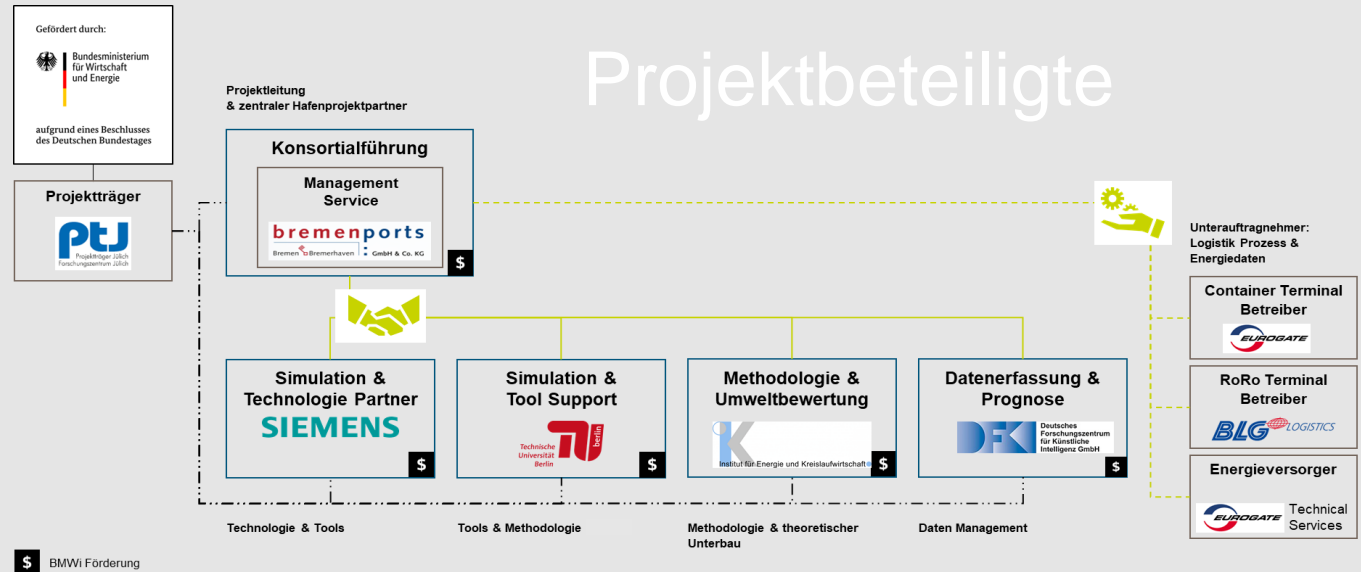 Projektbeteiligte
Gefördert durch:
Bundesministerium
für Wirtschaft
und Energie
aufgrund eines Beschlusses
des Deutschen Bundestages
Projektträger
PtJ
Projektträger Jülich
Forschungszentrum Jülich
Projektleitung
& zentraler Hafenprojektpartner
Konsortialführung
Management
Service
bremenports
Bremen Bremerhaven GmbH & Co. KG
$
Simulation &
Technologie Partner
SIEMENS
$
Technologie & Tools
Simulation &
Tool Support
Technische
Universität
Berlin
berlin
$
Tools & Methodologie
Methodologie &
Umweltbewertung
iK
Institut für Energie und Kreislaufwirtschaft
$
Methodologie & theoretischer
Unterbau
Datenerfassung &
Prognose
DFKI
Deutsches
Forschungszentrum
für Künstliche
Intelligenz GmbH
$
Daten Management
Unterauftragnehmer:
Logistik Prozess &
Energiedaten
Container Terminal
Betreiber
EUROGATE
RoRo Terminal
Betreiber
BLG LOGISTICS
Energieversorger
EUROGATE Technical
Services
$ BMWi Förderung